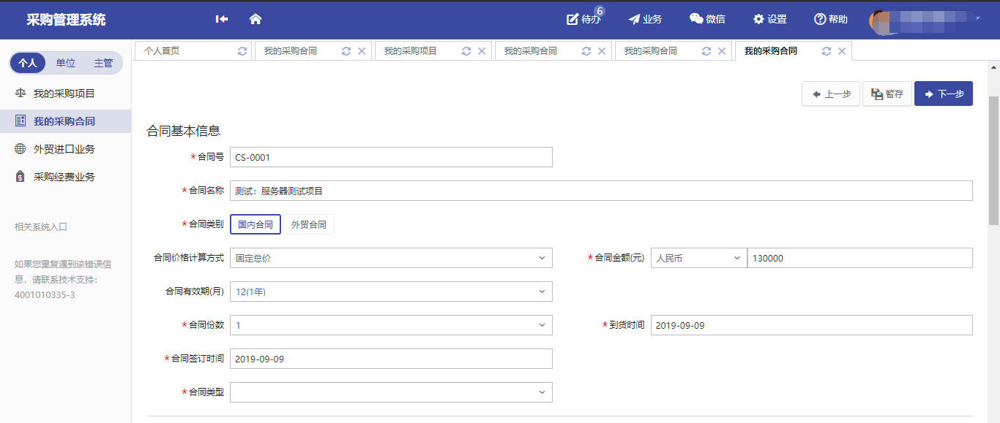 采购管理系统
待办 6 业务 微信 设置 帮助
个人首页 我的采购合同 我的采购项目 我的采购合同 我的采购合同 我的采购合同
个人 单位 主管
我的采购项目
我的采购合同
外贸进口业务
采购经费业务
相关系统入口
如果您重复遇到该错误信
息，请联系技术支持：
4001010335-3
上一步 暂存 下一步
合同基本信息
*合同号 CS-0001
*合同名称 测试：服务器测试项目
*合同类别 国内合同 外贸合同
合同价格计算方式 固定总价 *合同金额(元) 人民币 130000
合同有效期(月) 12(1年)
*合同份数 1 *到货时间 2019-09-09
*合同签订时间 2019-09-09
*合同类型